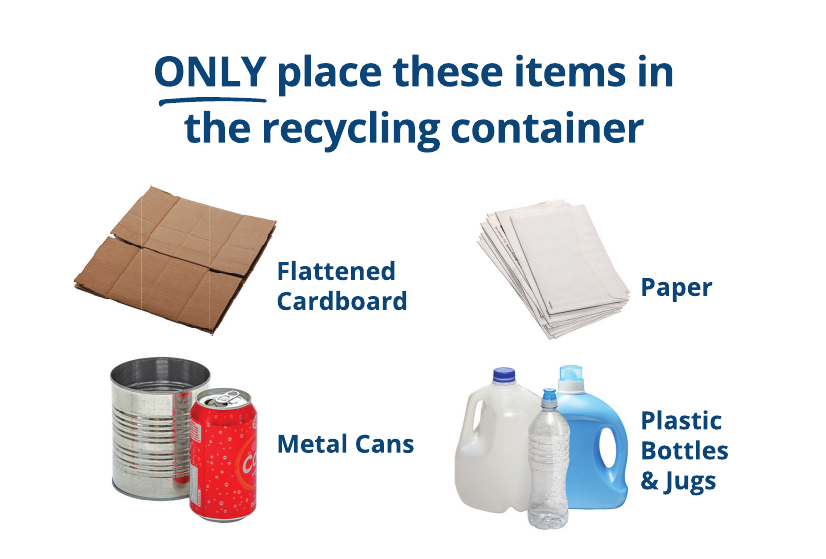 ONLY place these items in
the recycling container
Flattened
Cardboard
Paper
Metal Cans
Plastic
Bottles
& Jugs